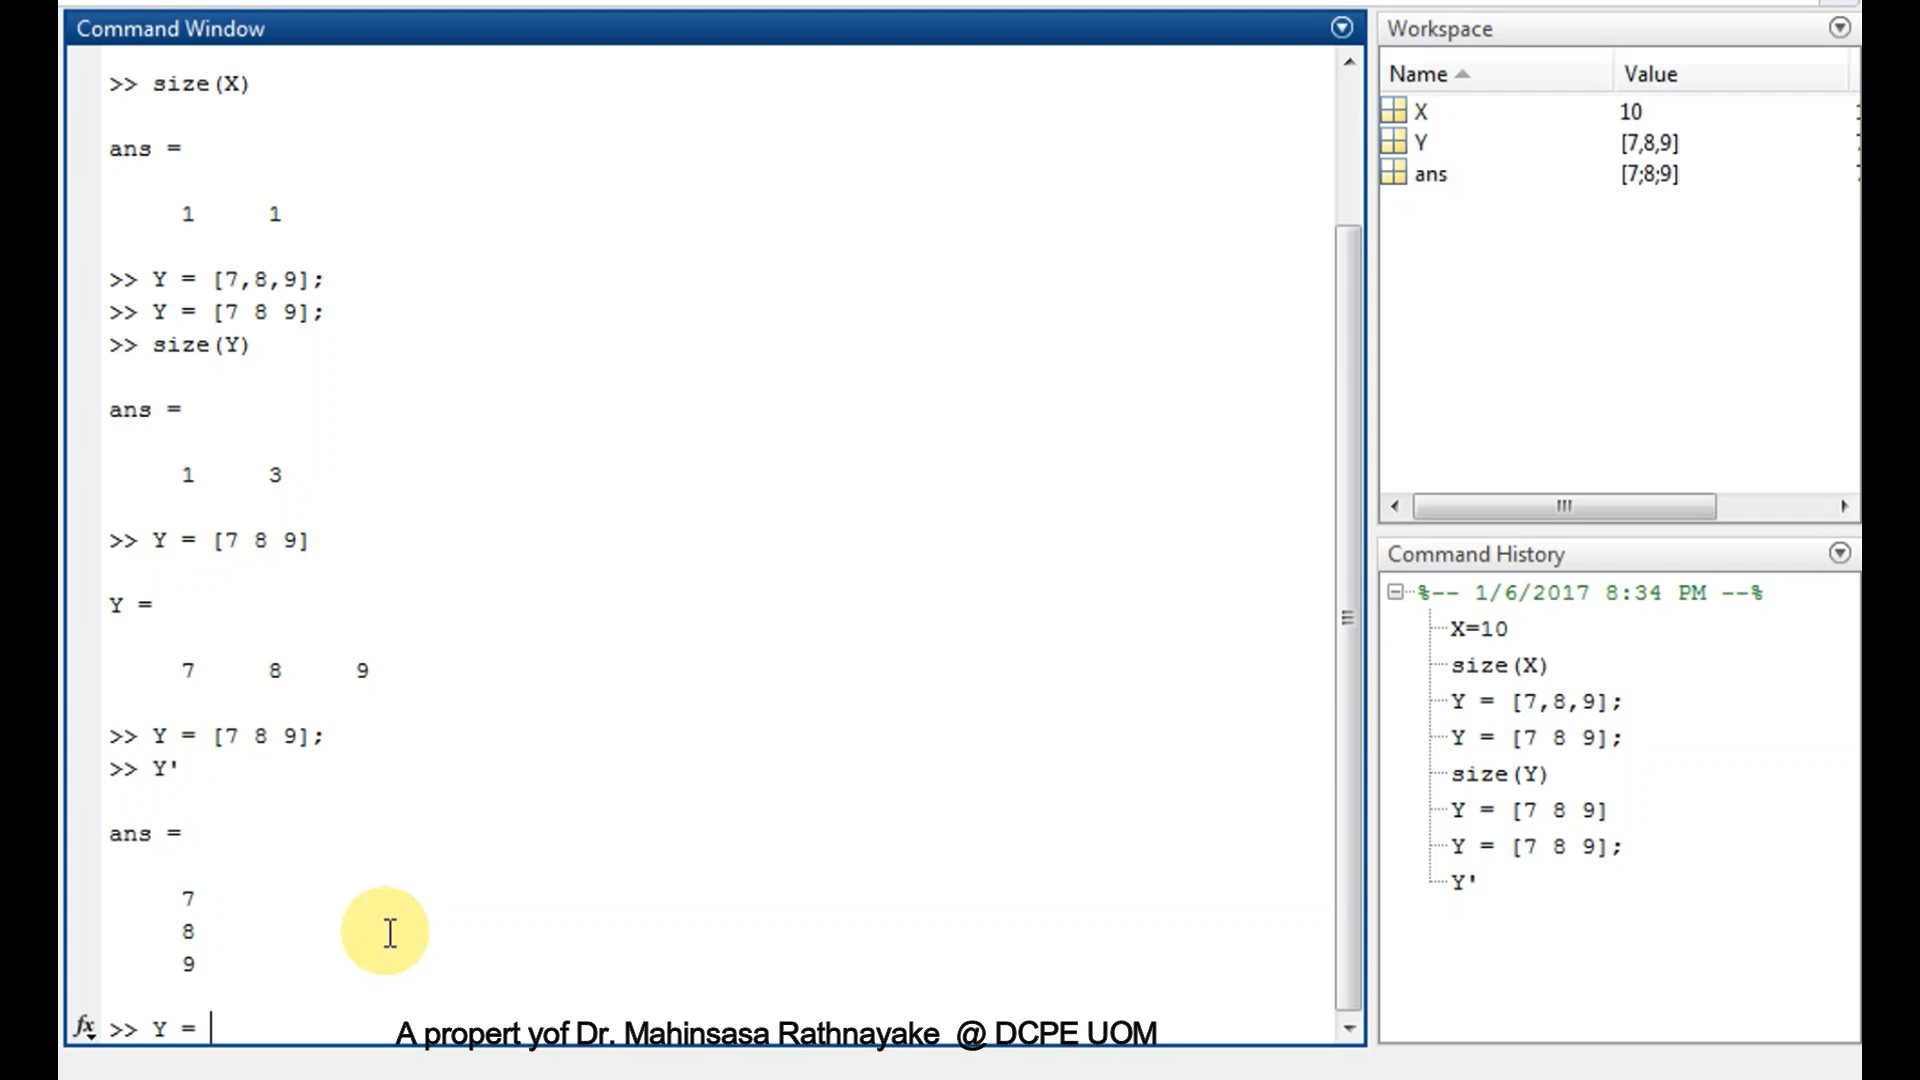 Command Window
>> size(X)
ans =
1 1
>> Y = [7,8,9];
>> Y = [7 8 9];
>> size(Y)
ans =
1 3
>> Y = [7 8 9]
Y =
7 8 9
>> Y = [7 8 9];
>> Y'
ans =
7
8
9
fx >> Y =
A propert yof Dr. Mahinsasa Rathnayake @ DCPE UOM
Workspace
Name Value
X 10
Y [7,8,9]
ans [7;8;9]
Command History
%-- 1/6/2017 8:34 PM --%
X=10
size(X)
Y = [7,8,9];
Y = [7 8 9];
size(Y)
Y = [7 8 9]
Y = [7 8 9];
Y'